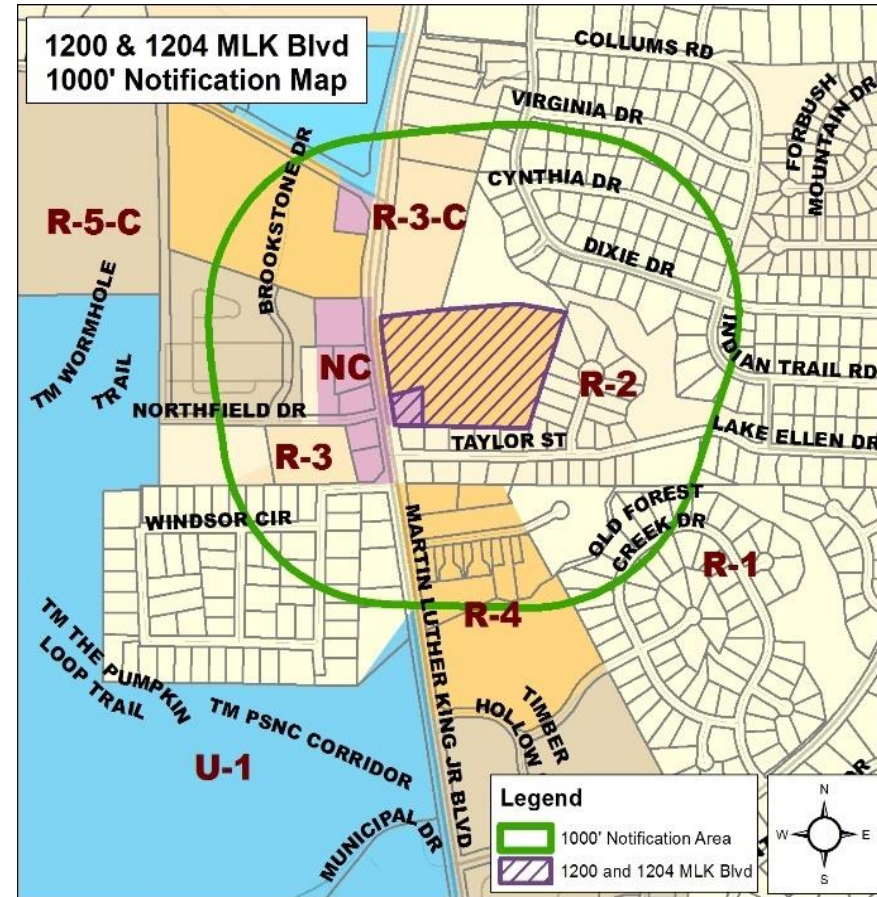 1200 & 1204 MLK Blvd
1000' Notification Map
COLLUMS RD
VIRGINIA DR
FORBUSH
MOUNTAIN DR
CYNTHIA DR
BROOKSTONE DR
R-5-C
R-3-C
DIXIE DR
TM WORMHOLE
TRAIL
INDIAN TRAIL RD
NC
R-2
NORTHFIELD DR
TAYLOR ST
LAKE ELLEN DR
R-3
WINDSOR CIR
OLD FOREST
CREEK DR
MARTIN LUTHER KING JR BLVD
R-1
R-4
TM THE PUMPKIN
LOOP TRAIL
TM PSNC CORRIDOR
TIMBER
HOLLOW
U-1
MUNICIPAL DR
DR
Legend
1000' Notification Area
1200 and 1204 MLK Blvd
N
W
E
S